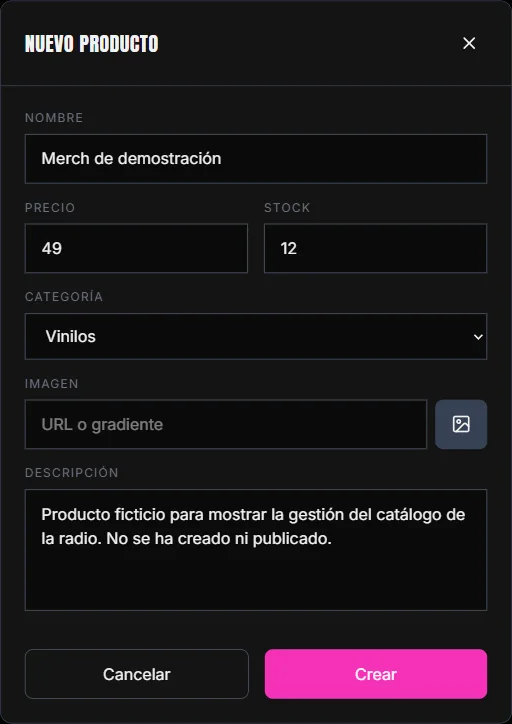 NUEVO PRODUCTO
NOMBRE
Merch de demostración
PRECIO
STOCK
49
12
CATEGORÍA
Vinilos
IMAGEN
URL o gradiente
DESCRIPCIÓN
Producto ficticio para mostrar la gestión del catálogo de
la radio. No se ha creado ni publicado.
Cancelar
Crear